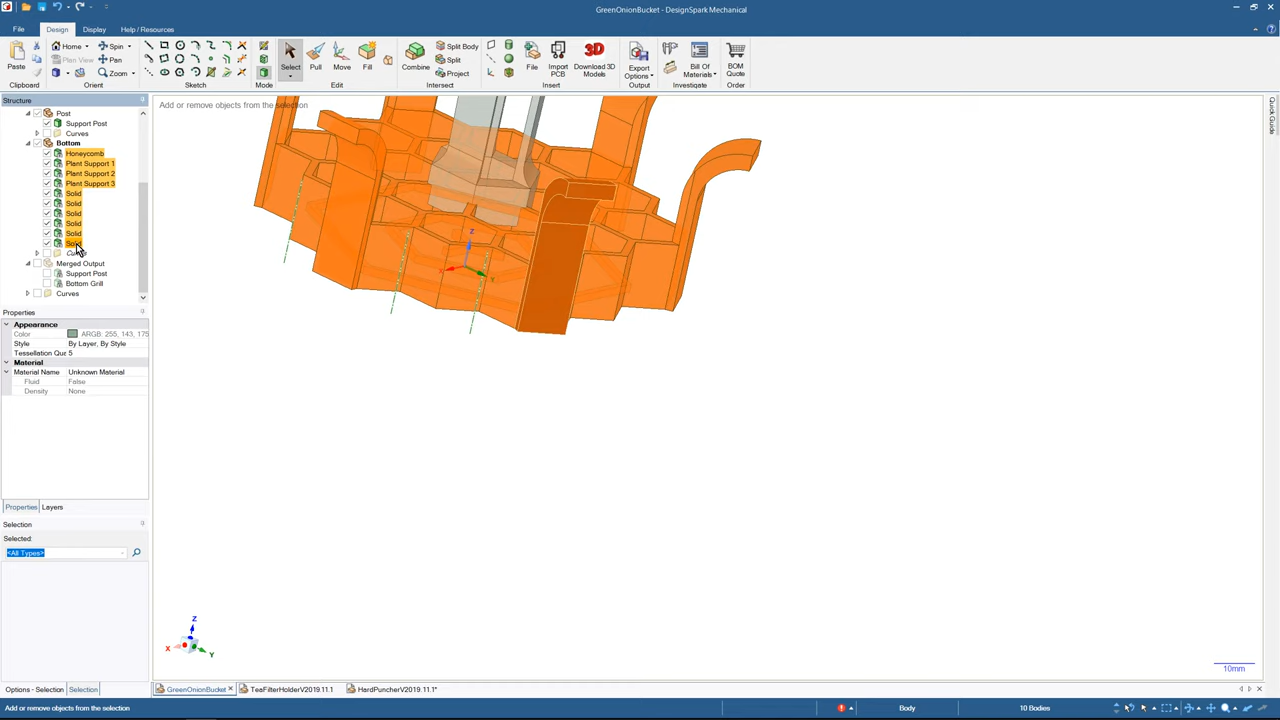 GreenOnionBucket - DesignSpark Mechanical
File
Design
Display
Help / Resources
Paste
Home
Spin
Plan View
Pan
Zoom
Select
Pull
Move
Fill
Combine
Split Body
Split
Project
File
Import PCB
Download 3D Models
Export Options
Bill Of Materials
BOM Quote
Clipboard
Orient
Sketch
Mode
Edit
Intersect
Insert
Output
Investigate
Order
Structure
Post
Support Post
Curves
Bottom
Honeycomb
Plant Support 1
Plant Support 2
Plant Support 3
Solid
Solid
Solid
Solid
Solid
Merged Output
Support Post
Bottom Grill
Curves
Add or remove objects from the selection
Quick Guide
Z
X
Properties
Appearance
Color ARGB: 255, 143, 175
Style By Layer, By Style
Tessellation Qua 5
Material
Material Name Unknown Material
Fluid False
Density None
Properties Layers
Selection
Selected:
<All Types>
Z
X
Y
10mm
Options - Selection Selection
GreenOnionBucket
TeaFilterHolderV2019.11.1
HardPuncherV2019.11.1*
Add or remove objects from the selection
Body
10 Bodies